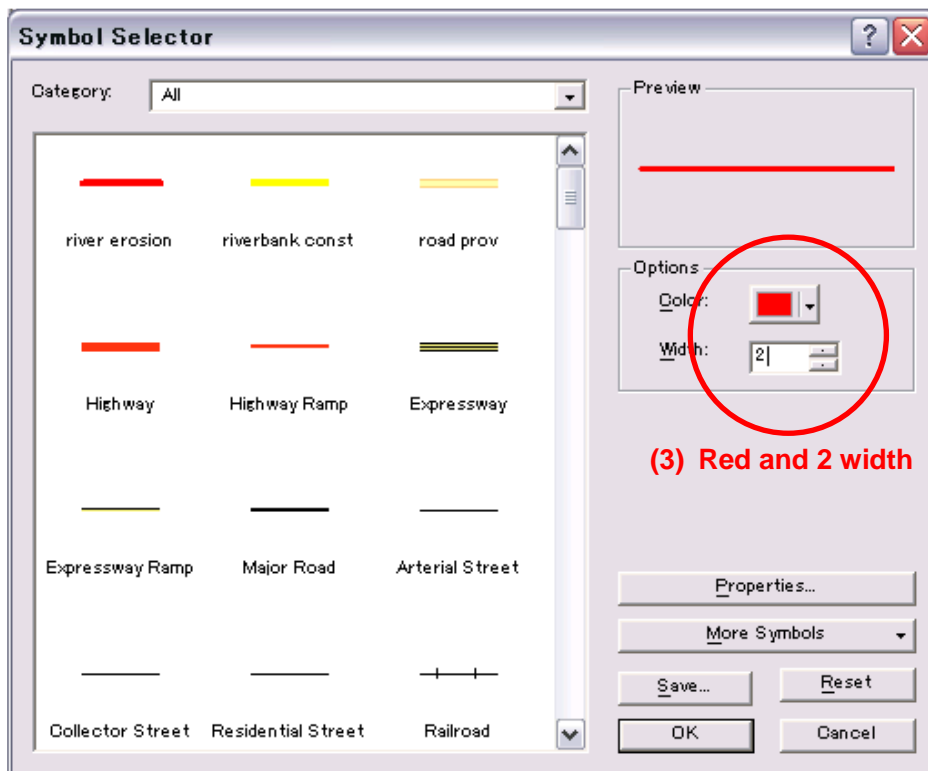 Symbol Selector
Category:
All
river erosion
riverbank const
road prov
Highway
Highway Ramp
Expressway
Expressway Ramp
Major Road
Arterial Street
Collector Street
Residential Street
Railroad
Preview
Options
Color:
Width:
2
(3) Red and 2 width
Properties...
More Symbols
Save...
Reset
OK
Cancel